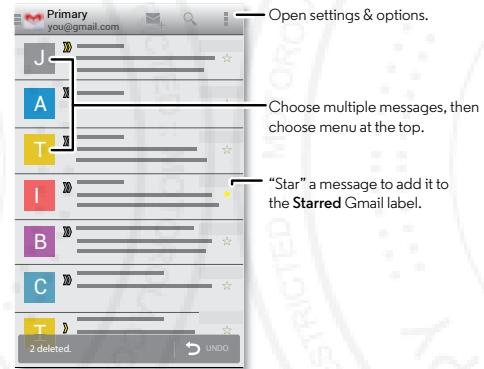 Primary
you@gmail.com
Open settings & options.
J
A
Choose multiple messages, then
choose menu at the top.
T
I
"Star" a message to add it to
the Starred Gmail label.
B
C
T
2 deleted.
UNDO